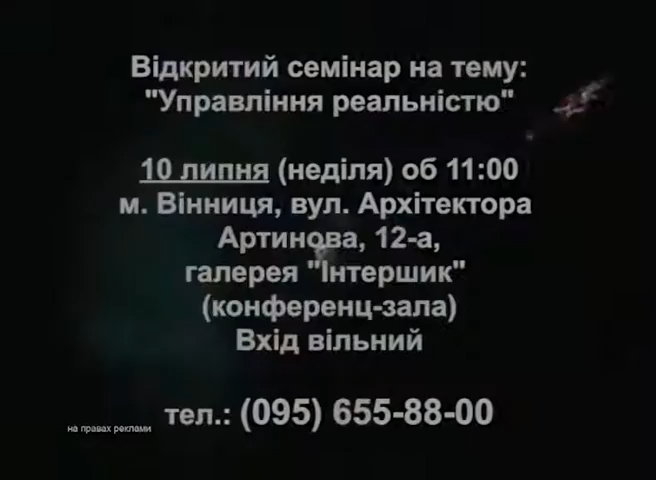 Відкритий семінар на тему:
"Управління реальністю"
10 липня (неділя) об 11:00
м. Вінниця, вул. Архітектора
Артинова, 12-а,
галерея "Інтершик"
(конференц-зала)
Вхід вільний
тел.: (095) 655-88-00
на правах реклами